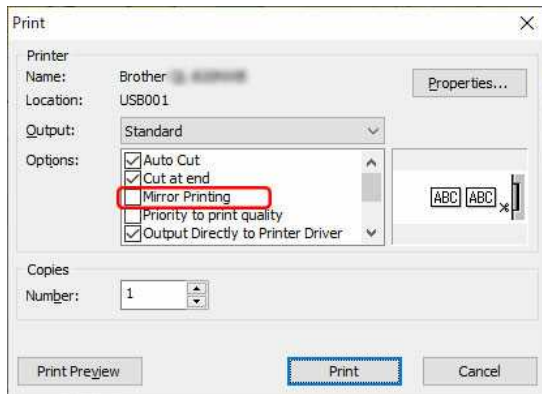 Print
Printer
Name: Brother
Properties...
Location: USB001
Output: Standard
Options:
Auto Cut
Cut at end
Mirror Printing
Priority to print quality
Output Directly to Printer Driver
ABC ABC
Copies
Number: 1
Print Preview Print Cancel